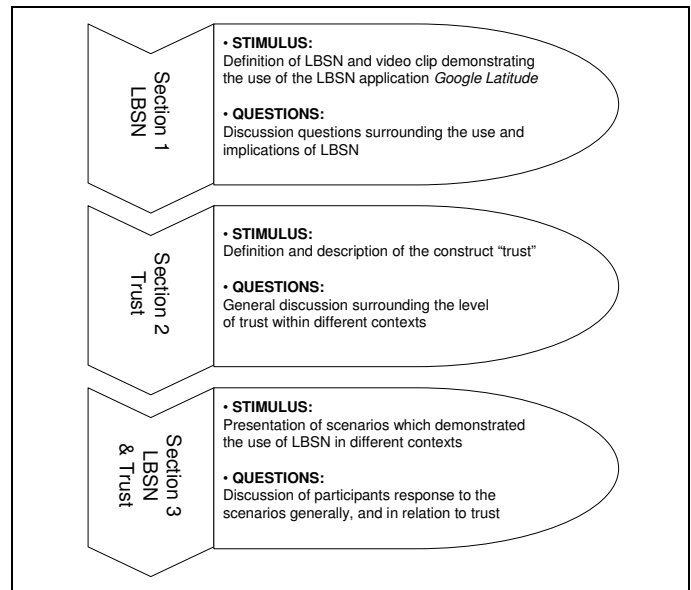 Section 1
LBSN
• STIMULUS:
Definition of LBSN and video clip demonstrating
the use of the LBSN application Google Latitude
• QUESTIONS:
Discussion questions surrounding the use and
implications of LBSN
Section 2
Trust
• STIMULUS:
Definition and description of the construct “trust”
• QUESTIONS:
General discussion surrounding the level
of trust within different contexts
Section 3
LBSN
& Trust
• STIMULUS:
Presentation of scenarios which demonstrated
the use of LBSN in different contexts
• QUESTIONS:
Discussion of participants response to the
scenarios generally, and in relation to trust